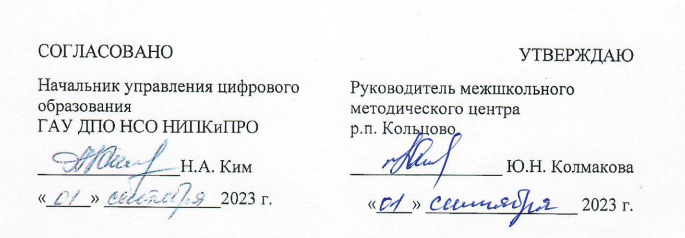 СОГЛАСОВАНО
Начальник управления цифрового
образования
ГАУ ДПО НСО НИПКиПРО
Н.А. Ким
«01» сентября 2023 г.
УТВЕРЖДАЮ
Руководитель межшкольного
методического центра
р.п. Кольцово
Ю.Н. Колмакова
«01» сентября 2023 г.